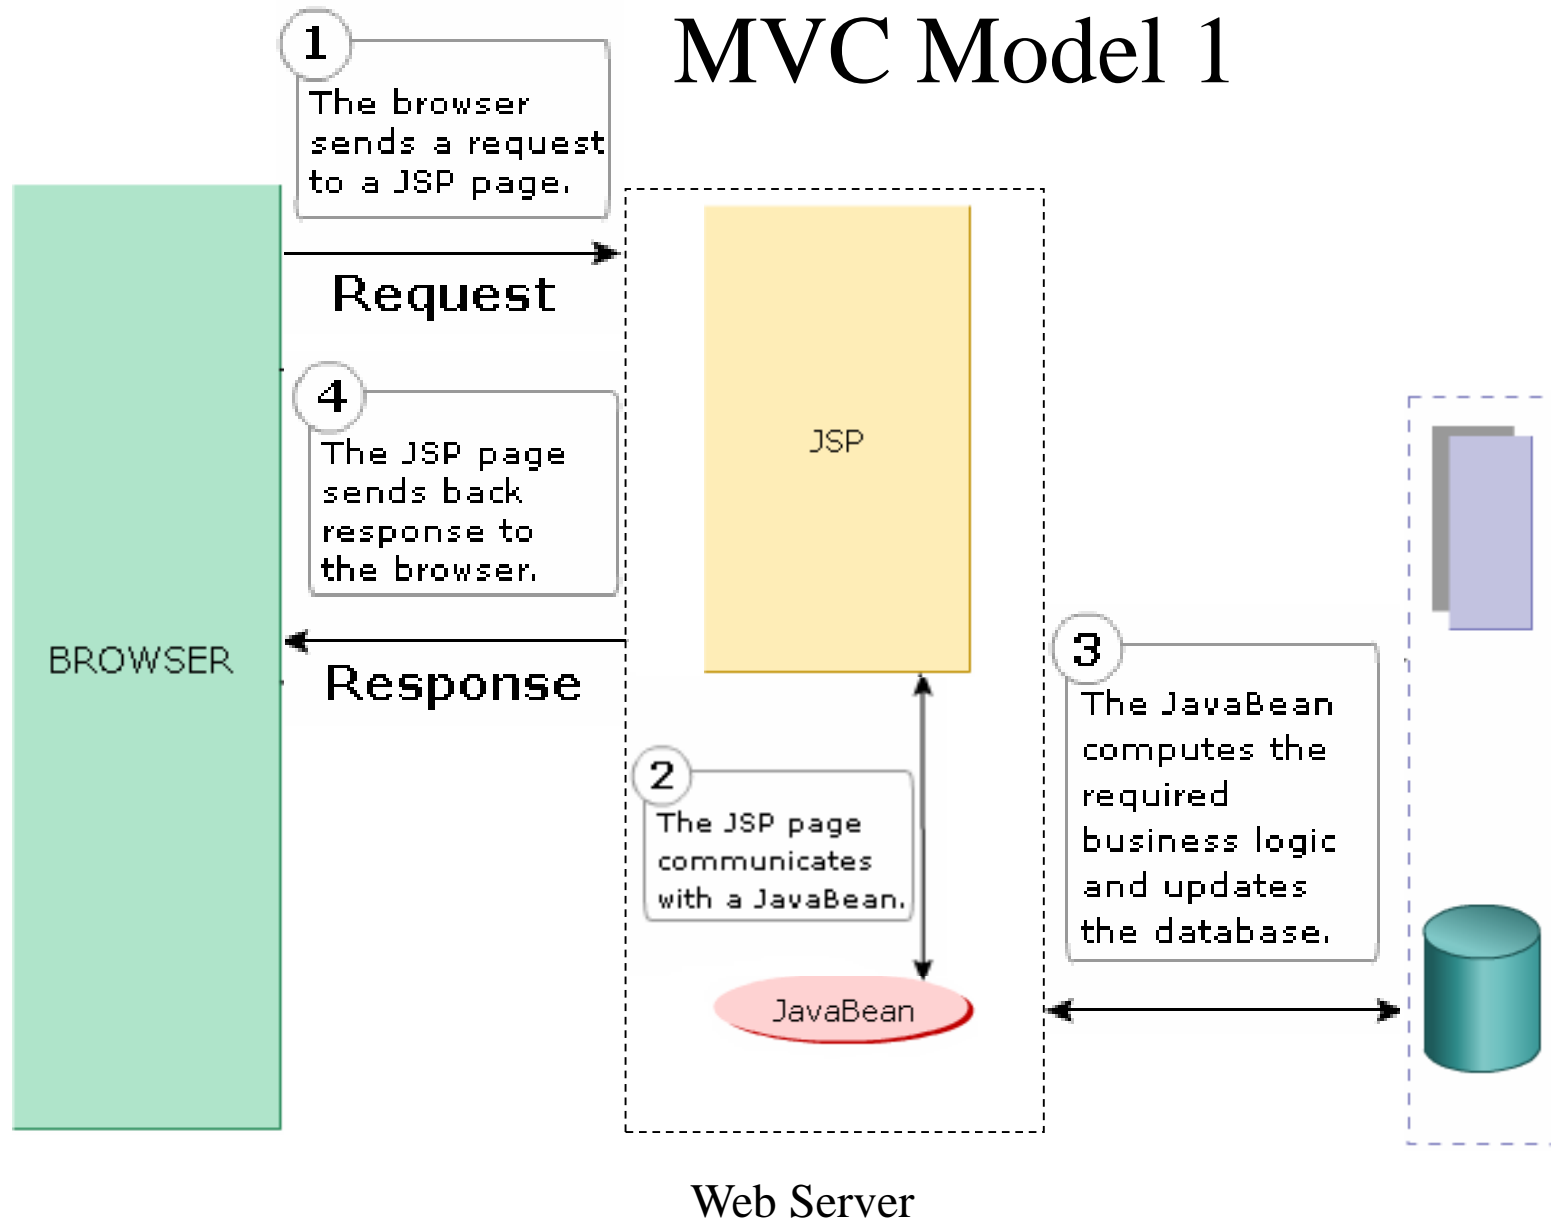 MVC Model 1
1
The browser
sends a request
to a JSP page.
Request
4
The JSP page
sends back
response to
the browser.
Response
BROWSER
JSP
2
The JSP page
communicates
with a JavaBean.
JavaBean
3
The JavaBean
computes the
required
business logic
and updates
the database.
Web Server